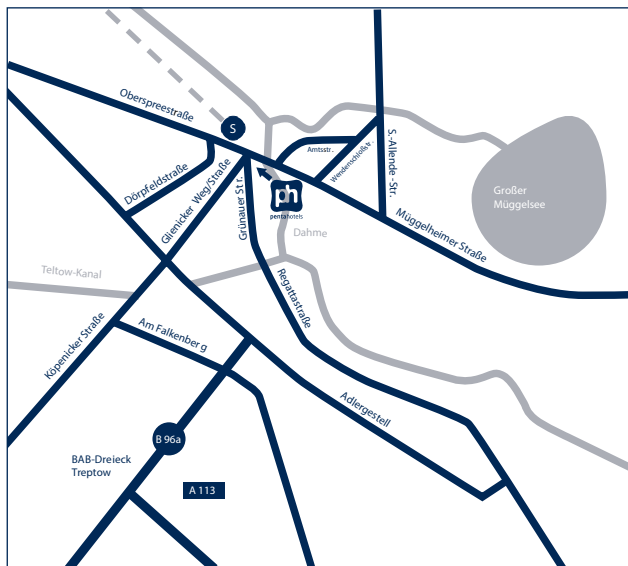 Oberspreestraße
S
Amtsstr.
Wendenschloßstr.
S.-Allende -Str.
Dörpfeldstraße
Glienicker Weg/Straße
Grünauer Str.
ph
pentahotels
Großer
Müggelsee
Dahme
Müggelheimer Straße
Teltow-Kanal
Regattastraße
Köpenicker Straße
Am Falkenberg
Adlergestell
B 96a
BAB-Dreieck
Treptow
A 113